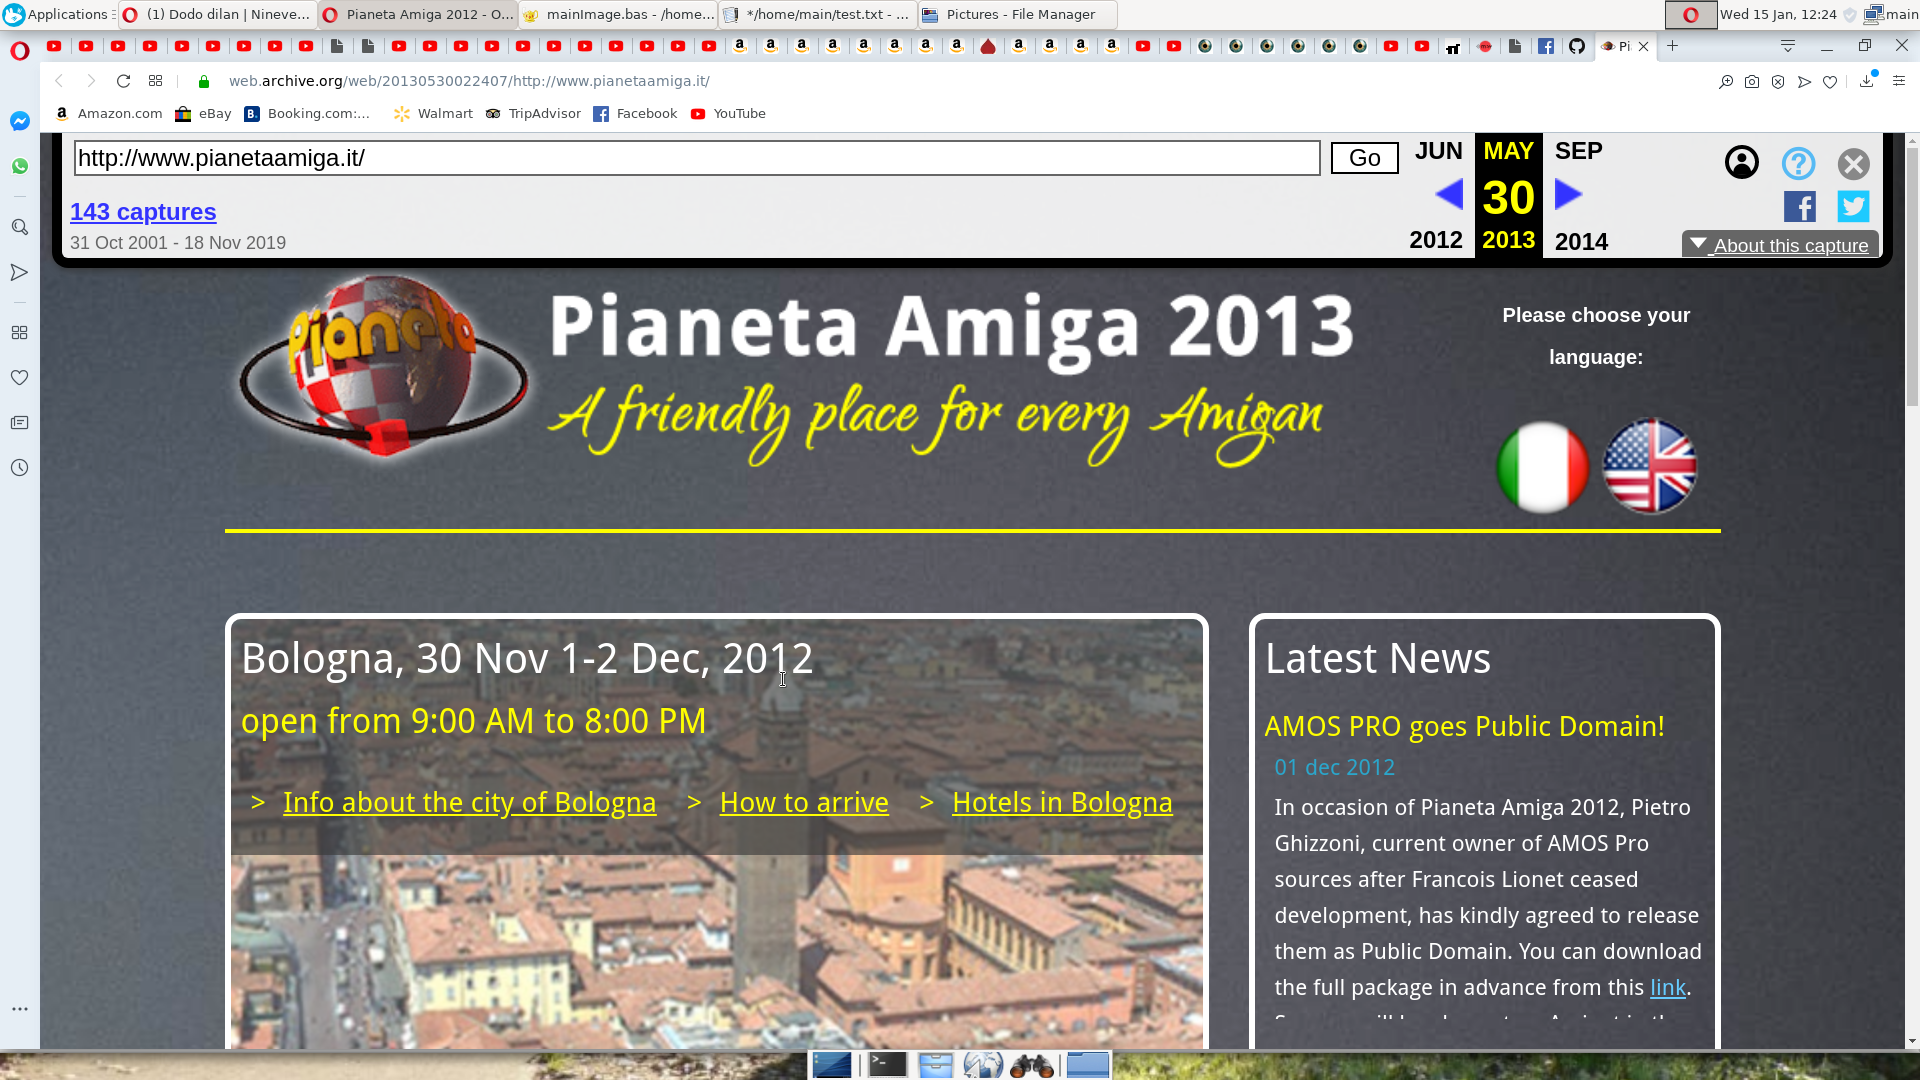 Applications
(1) Dodo dilan | Nineve...
Pianeta Amiga 2012 - O...
mainImage.bas - /home...
*/home/main/test.txt - ...
Pictures - File Manager
Wed 15 Jan, 12:24
main
Pi
web.archive.org/web/20130530022407/http://www.pianetaamiga.it/
Amazon.com
eBay
Booking.com:...
Walmart
TripAdvisor
Facebook
YouTube
http://www.pianetaamiga.it/
Go
JUN MAY SEP
143 captures
30
31 Oct 2001 - 18 Nov 2019
2012 2013 2014
About this capture
Pianeta
Pianeta Amiga 2013
A friendly place for every Amigan
Please choose your
language:
Bologna, 30 Nov 1-2 Dec, 2012
open from 9:00 AM to 8:00 PM
> Info about the city of Bologna > How to arrive > Hotels in Bologna
Latest News
AMOS PRO goes Public Domain!
01 dec 2012
In occasion of Pianeta Amiga 2012, Pietro
Ghizzoni, current owner of AMOS Pro
sources after Francois Lionet ceased
development, has kindly agreed to release
them as Public Domain. You can download
the full package in advance from this link.